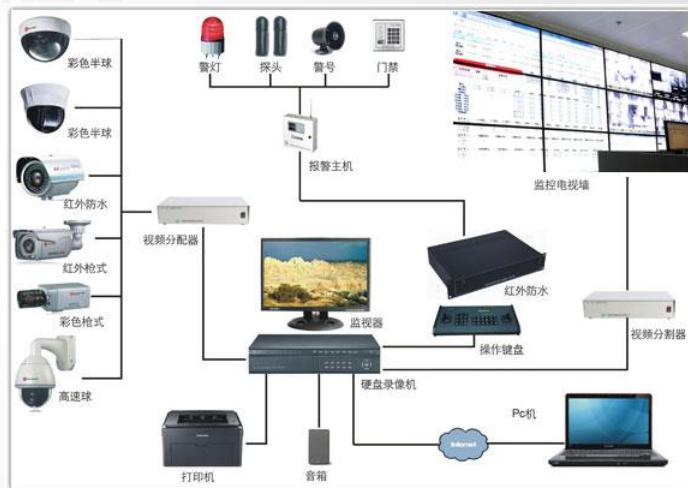 彩色半球
彩色半球
红外防水
红外枪式
彩色枪式
高速球
视频分配器
警灯
探头
警号
门禁
报警主机
监控电视墙
监视器
红外防水
操作键盘
视频分割器
硬盘录像机
打印机
音箱
Internet
Pc机